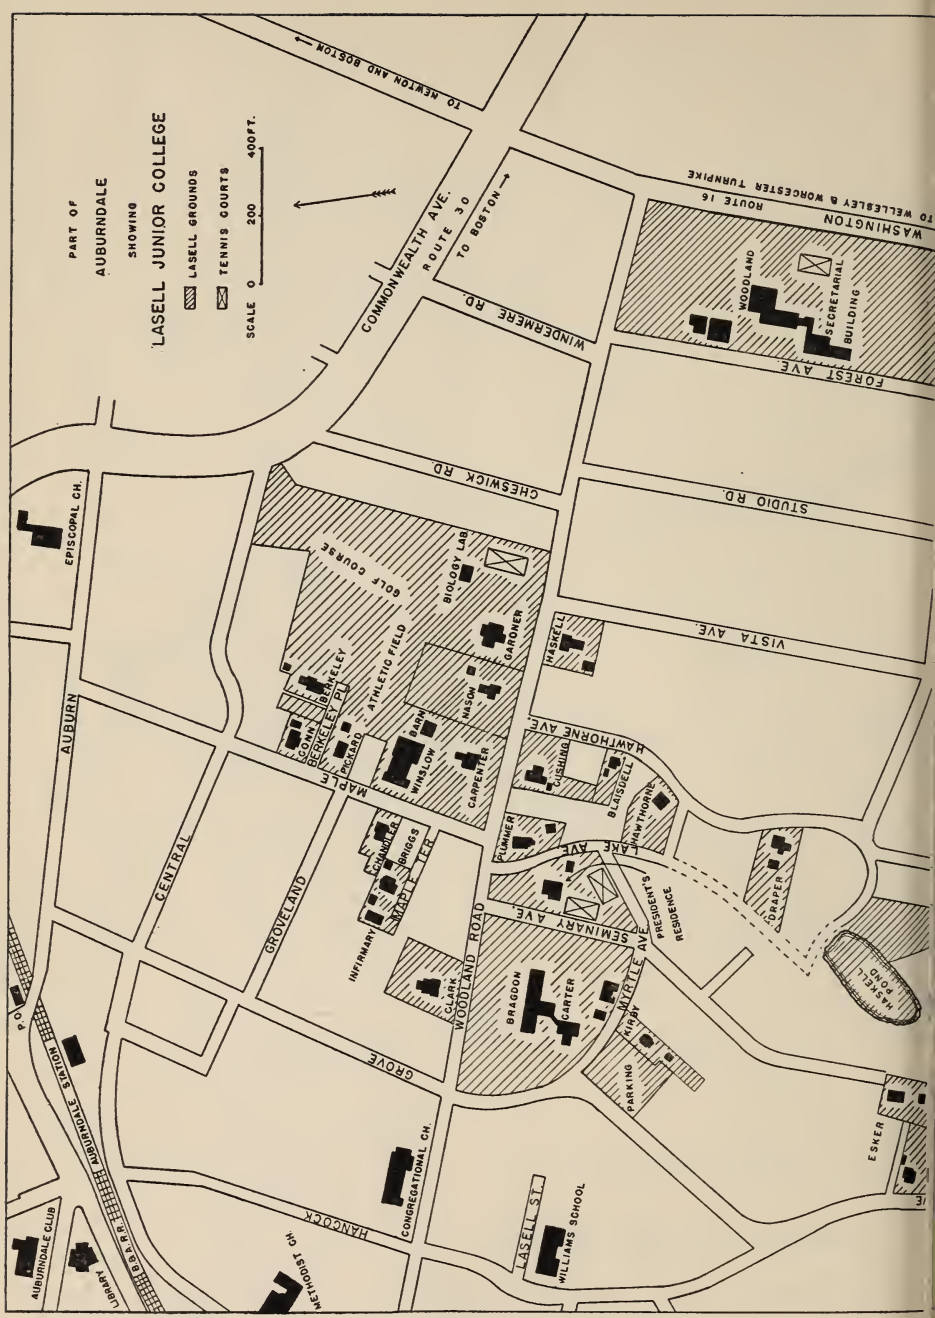 PART OF
AUBURNDALE
SHOWING
LASELL JUNIOR COLLEGE
LASELL GROUNDS
TENNIS COURTS
SCALE 0 200 400FT.
TO NEWTON AND BOSTON
COMMONWEALTH AVE.
ROUTE 30
TO BOSTON
TO WELLESLEY & WORCESTER TURNPIKE
ROUTE 16
WASHINGTON
WOODLAND
SECRETARIAL
BUILDING
FOREST AVE.
WINDERMERE RD.
STUDIO RD.
CHESWICK RD.
VISTA AVE.
EPISCOPAL CH.
AUBURN
GOLF COURSE
BIOLOGY LAB
ATHLETIC FIELD
GARDNER
HASKELL
BERKELEY
BERKELEY PL.
CONN
PICKARD
NASON
BARN
WINSLOW
CARPENTER
MAPLE
HAWTHORNE AVE.
CUSHING
BLAISDELL
HAWTHORNE
PLUMMER
LAKE AVE
CENTRAL
GROVELAND
CHANDLER
BRIGGS
MAPLE TER
INFIRMARY
CLARK
WOODLAND ROAD
SEMINARY AVE.
PRESIDENT'S
RESIDENCE
DRAPER
HASKELL
POND
BRAGDON
CARTER
MYRTLE AVE
KIRBY
PARKING
GROVE
P.O.
AUBURNDALE STATION
B.& A.R.R.
AUBURNDALE CLUB
LIBRARY
HANCOCK
CONGREGATIONAL CH.
METHODIST CH.
LASELL ST.
WILLIAMS SCHOOL
ESKER